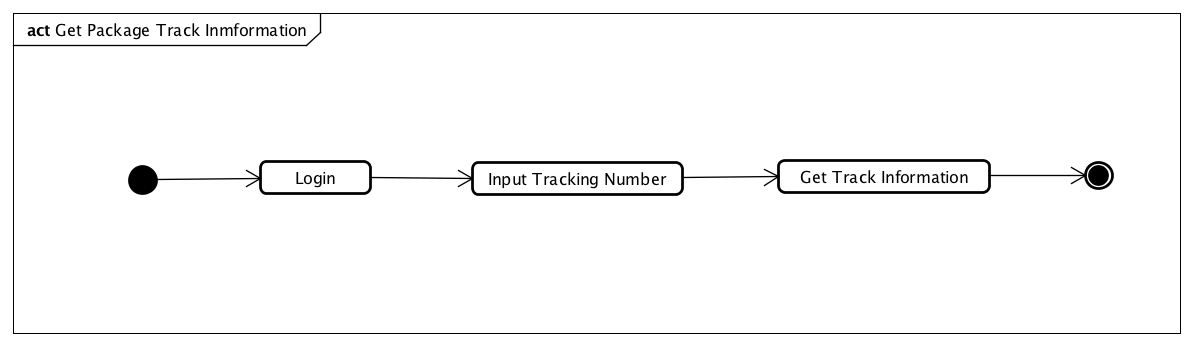 act Get Package Track Inmformation
Login
Input Tracking Number
Get Track Information